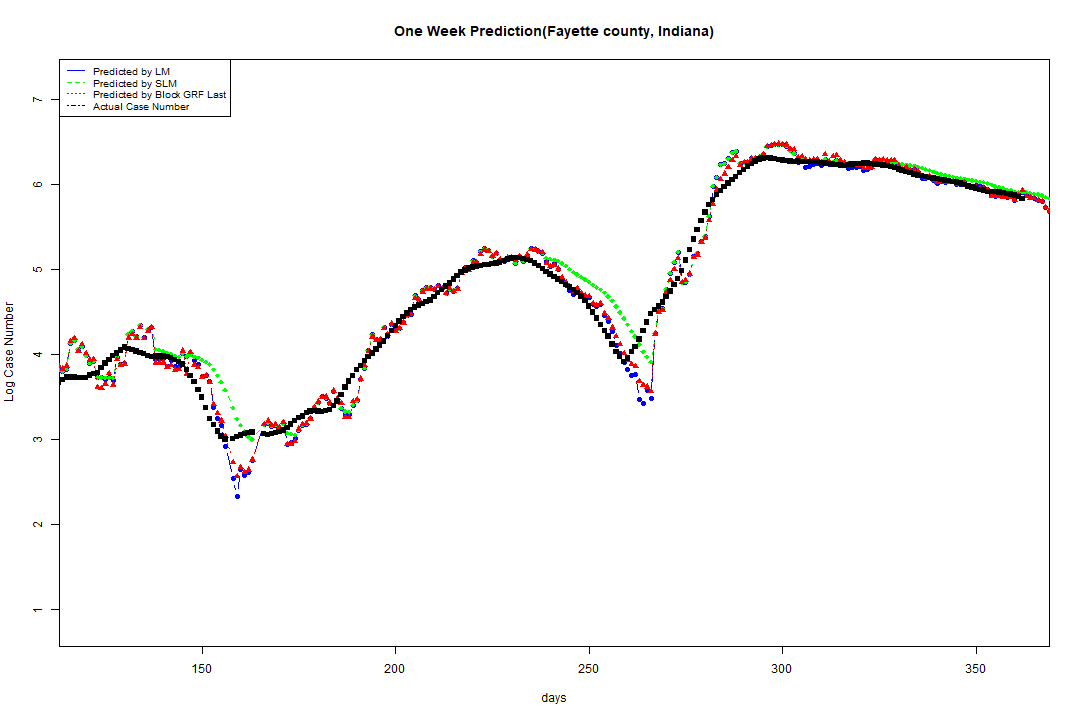 One Week Prediction(Fayette county, Indiana)
Predicted by LM
Predicted by SLM
Predicted by Block GRF Last
Actual Case Number
7
6
5
4
3
2
1
Log Case Number
150 200 250 300 350
days